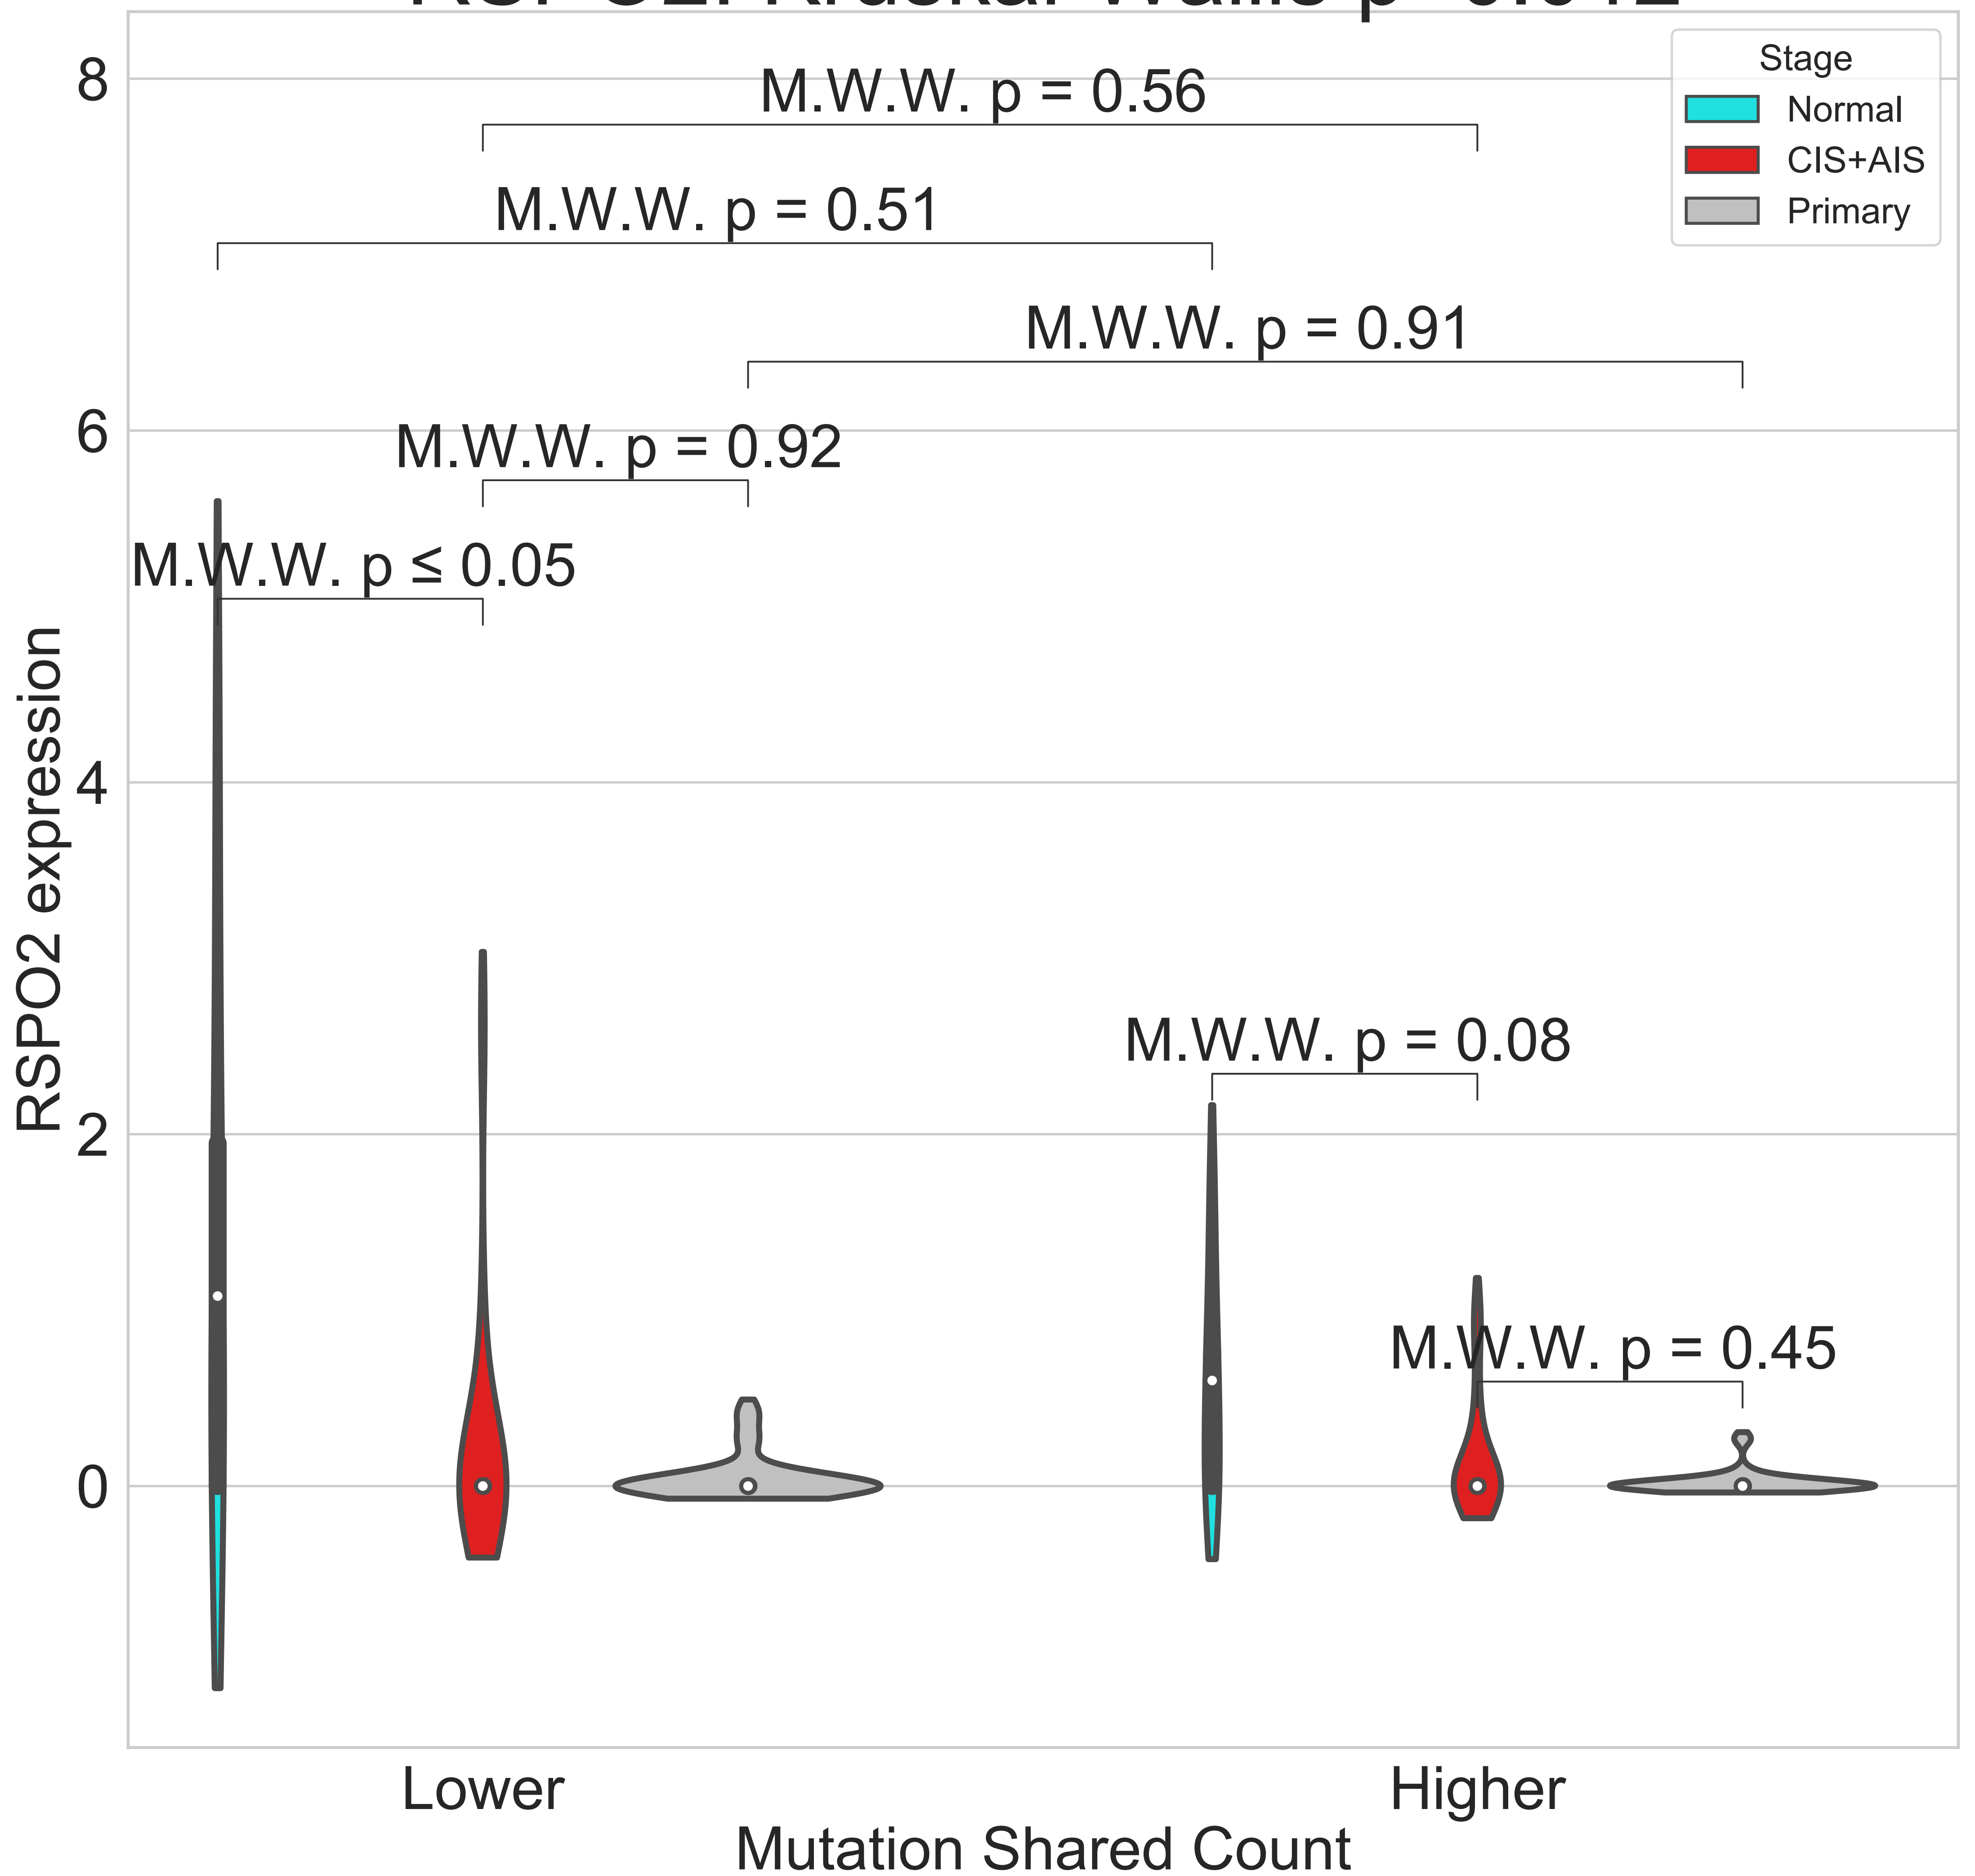 8
6
4
2
0
RSPO2 expression
M.W.W. p = 0.56
M.W.W. p = 0.51
M.W.W. p = 0.91
M.W.W. p = 0.92
M.W.W. p ≤ 0.05
M.W.W. p = 0.08
M.W.W. p = 0.45
Stage
Normal
CIS+AIS
Primary
Lower
Higher
Mutation Shared Count